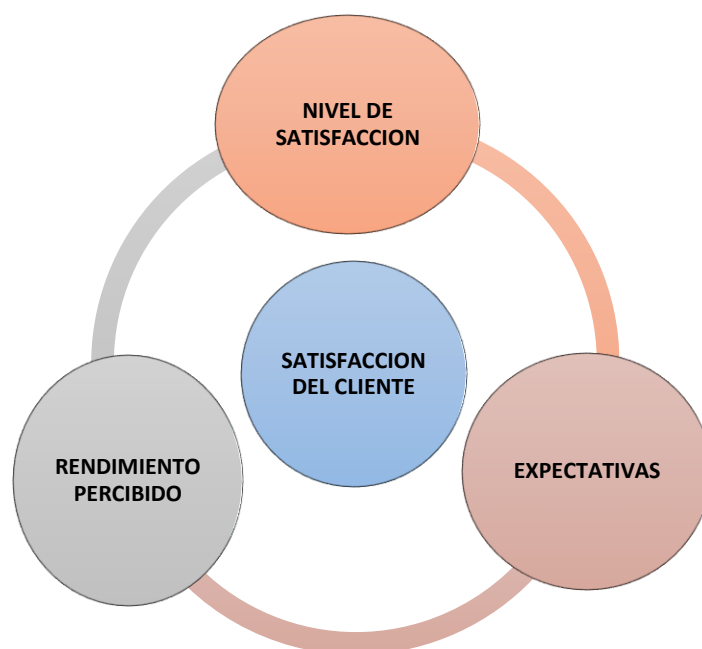 NIVEL DE
SATISFACCION
SATISFACCION
DEL CLIENTE
RENDIMIENTO
PERCIBIDO
EXPECTATIVAS